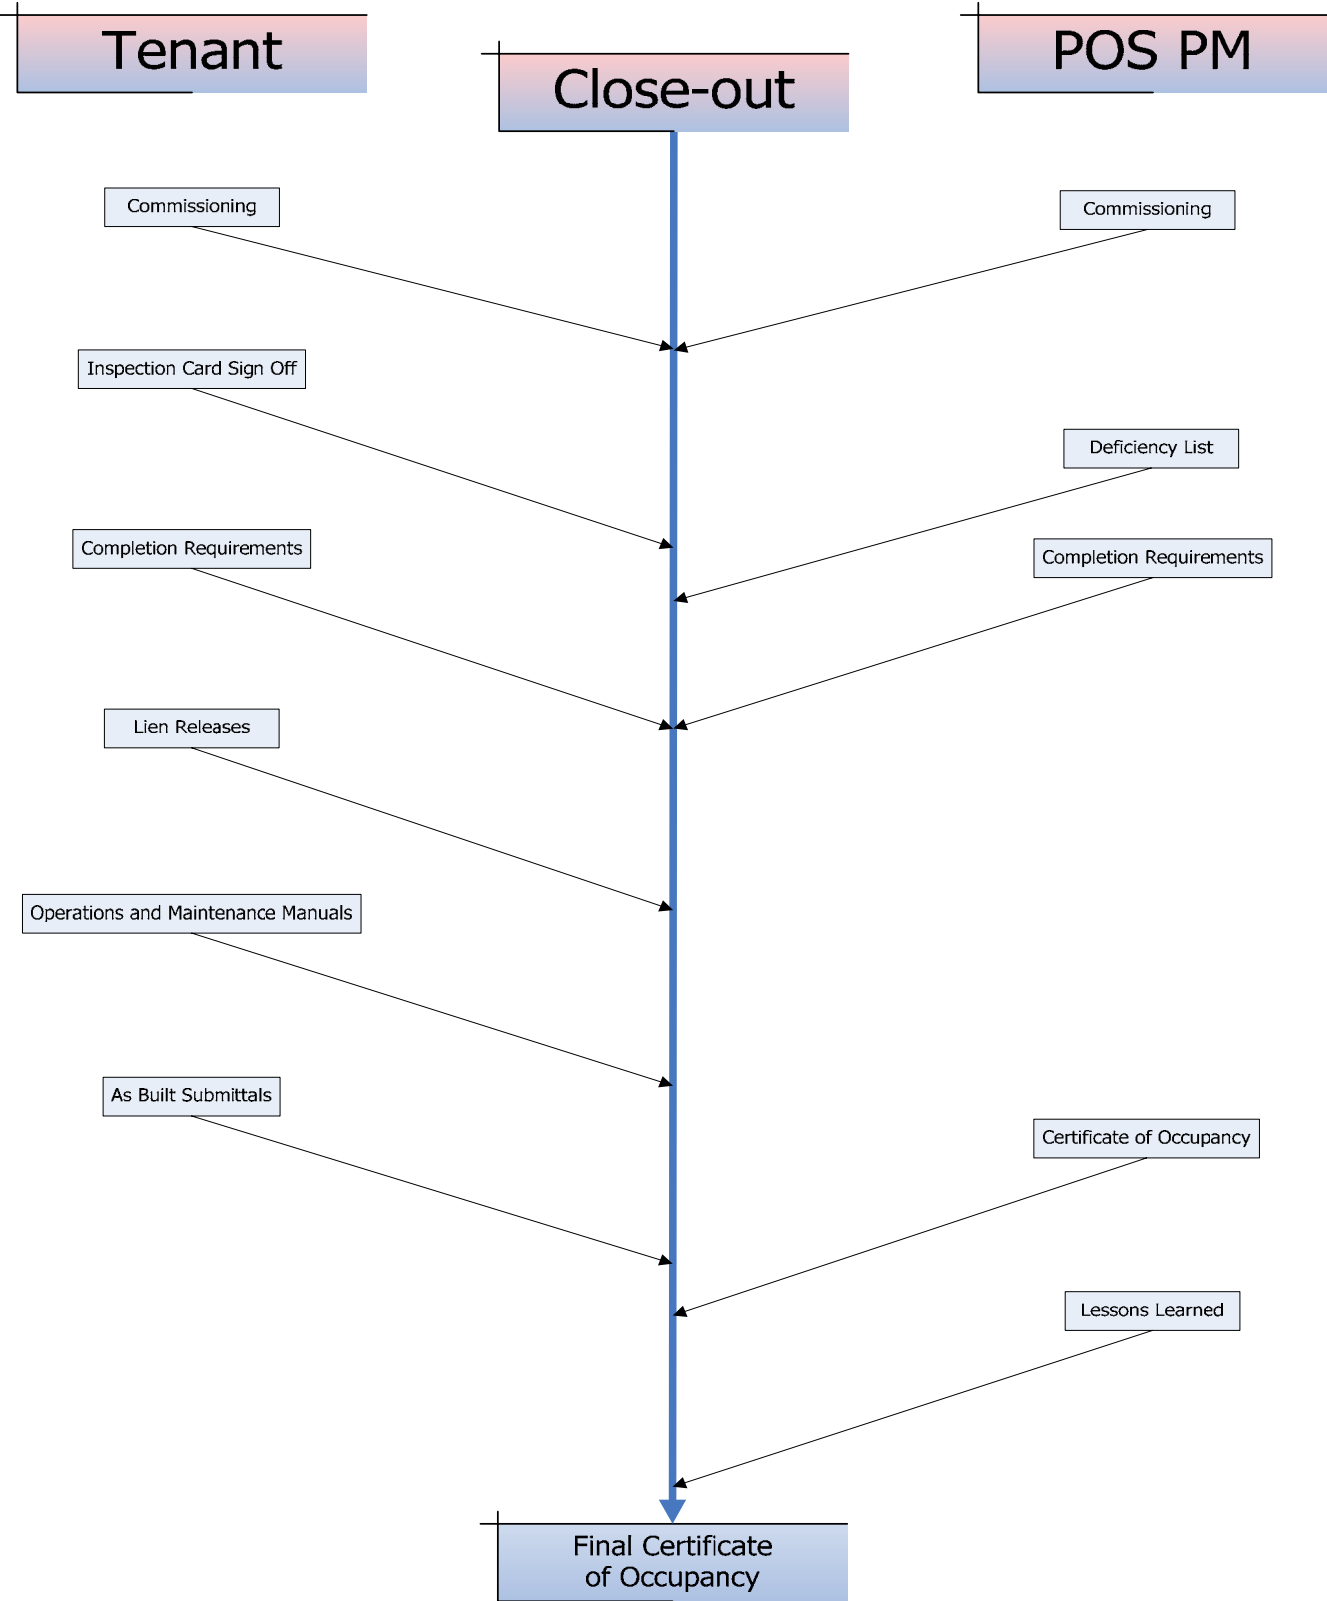 Tenant
POS PM
Close-out
Commissioning
Commissioning
Inspection Card Sign Off
Deficiency List
Completion Requirements
Completion Requirements
Lien Releases
Operations and Maintenance Manuals
As Built Submittals
Certificate of Occupancy
Lessons Learned
Final Certificate
of Occupancy